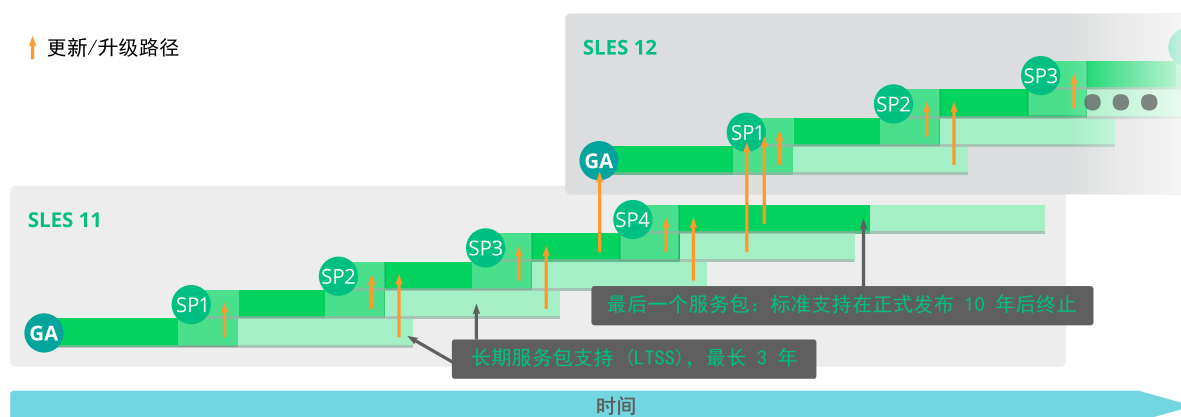 更新/升级路径
SLES 12
SP3
SP2
SP1
GA
SLES 11
SP4
SP3
SP2
SP1
GA
最后一个服务包：标准支持在正式发布 10 年后终止
长期服务包支持 (LTSS)，最长 3 年
时间